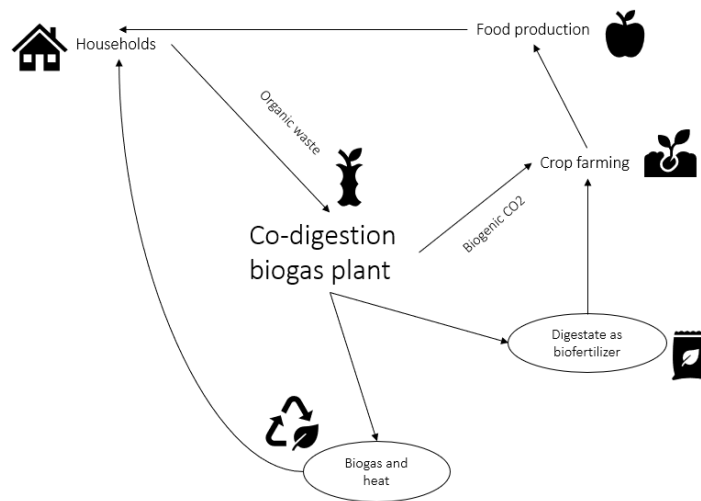 Food production
Households
Organic waste
Crop farming
Biogenic CO2
Co-digestion
biogas plant
Digestate as
biofertilizer
Biogas and
heat